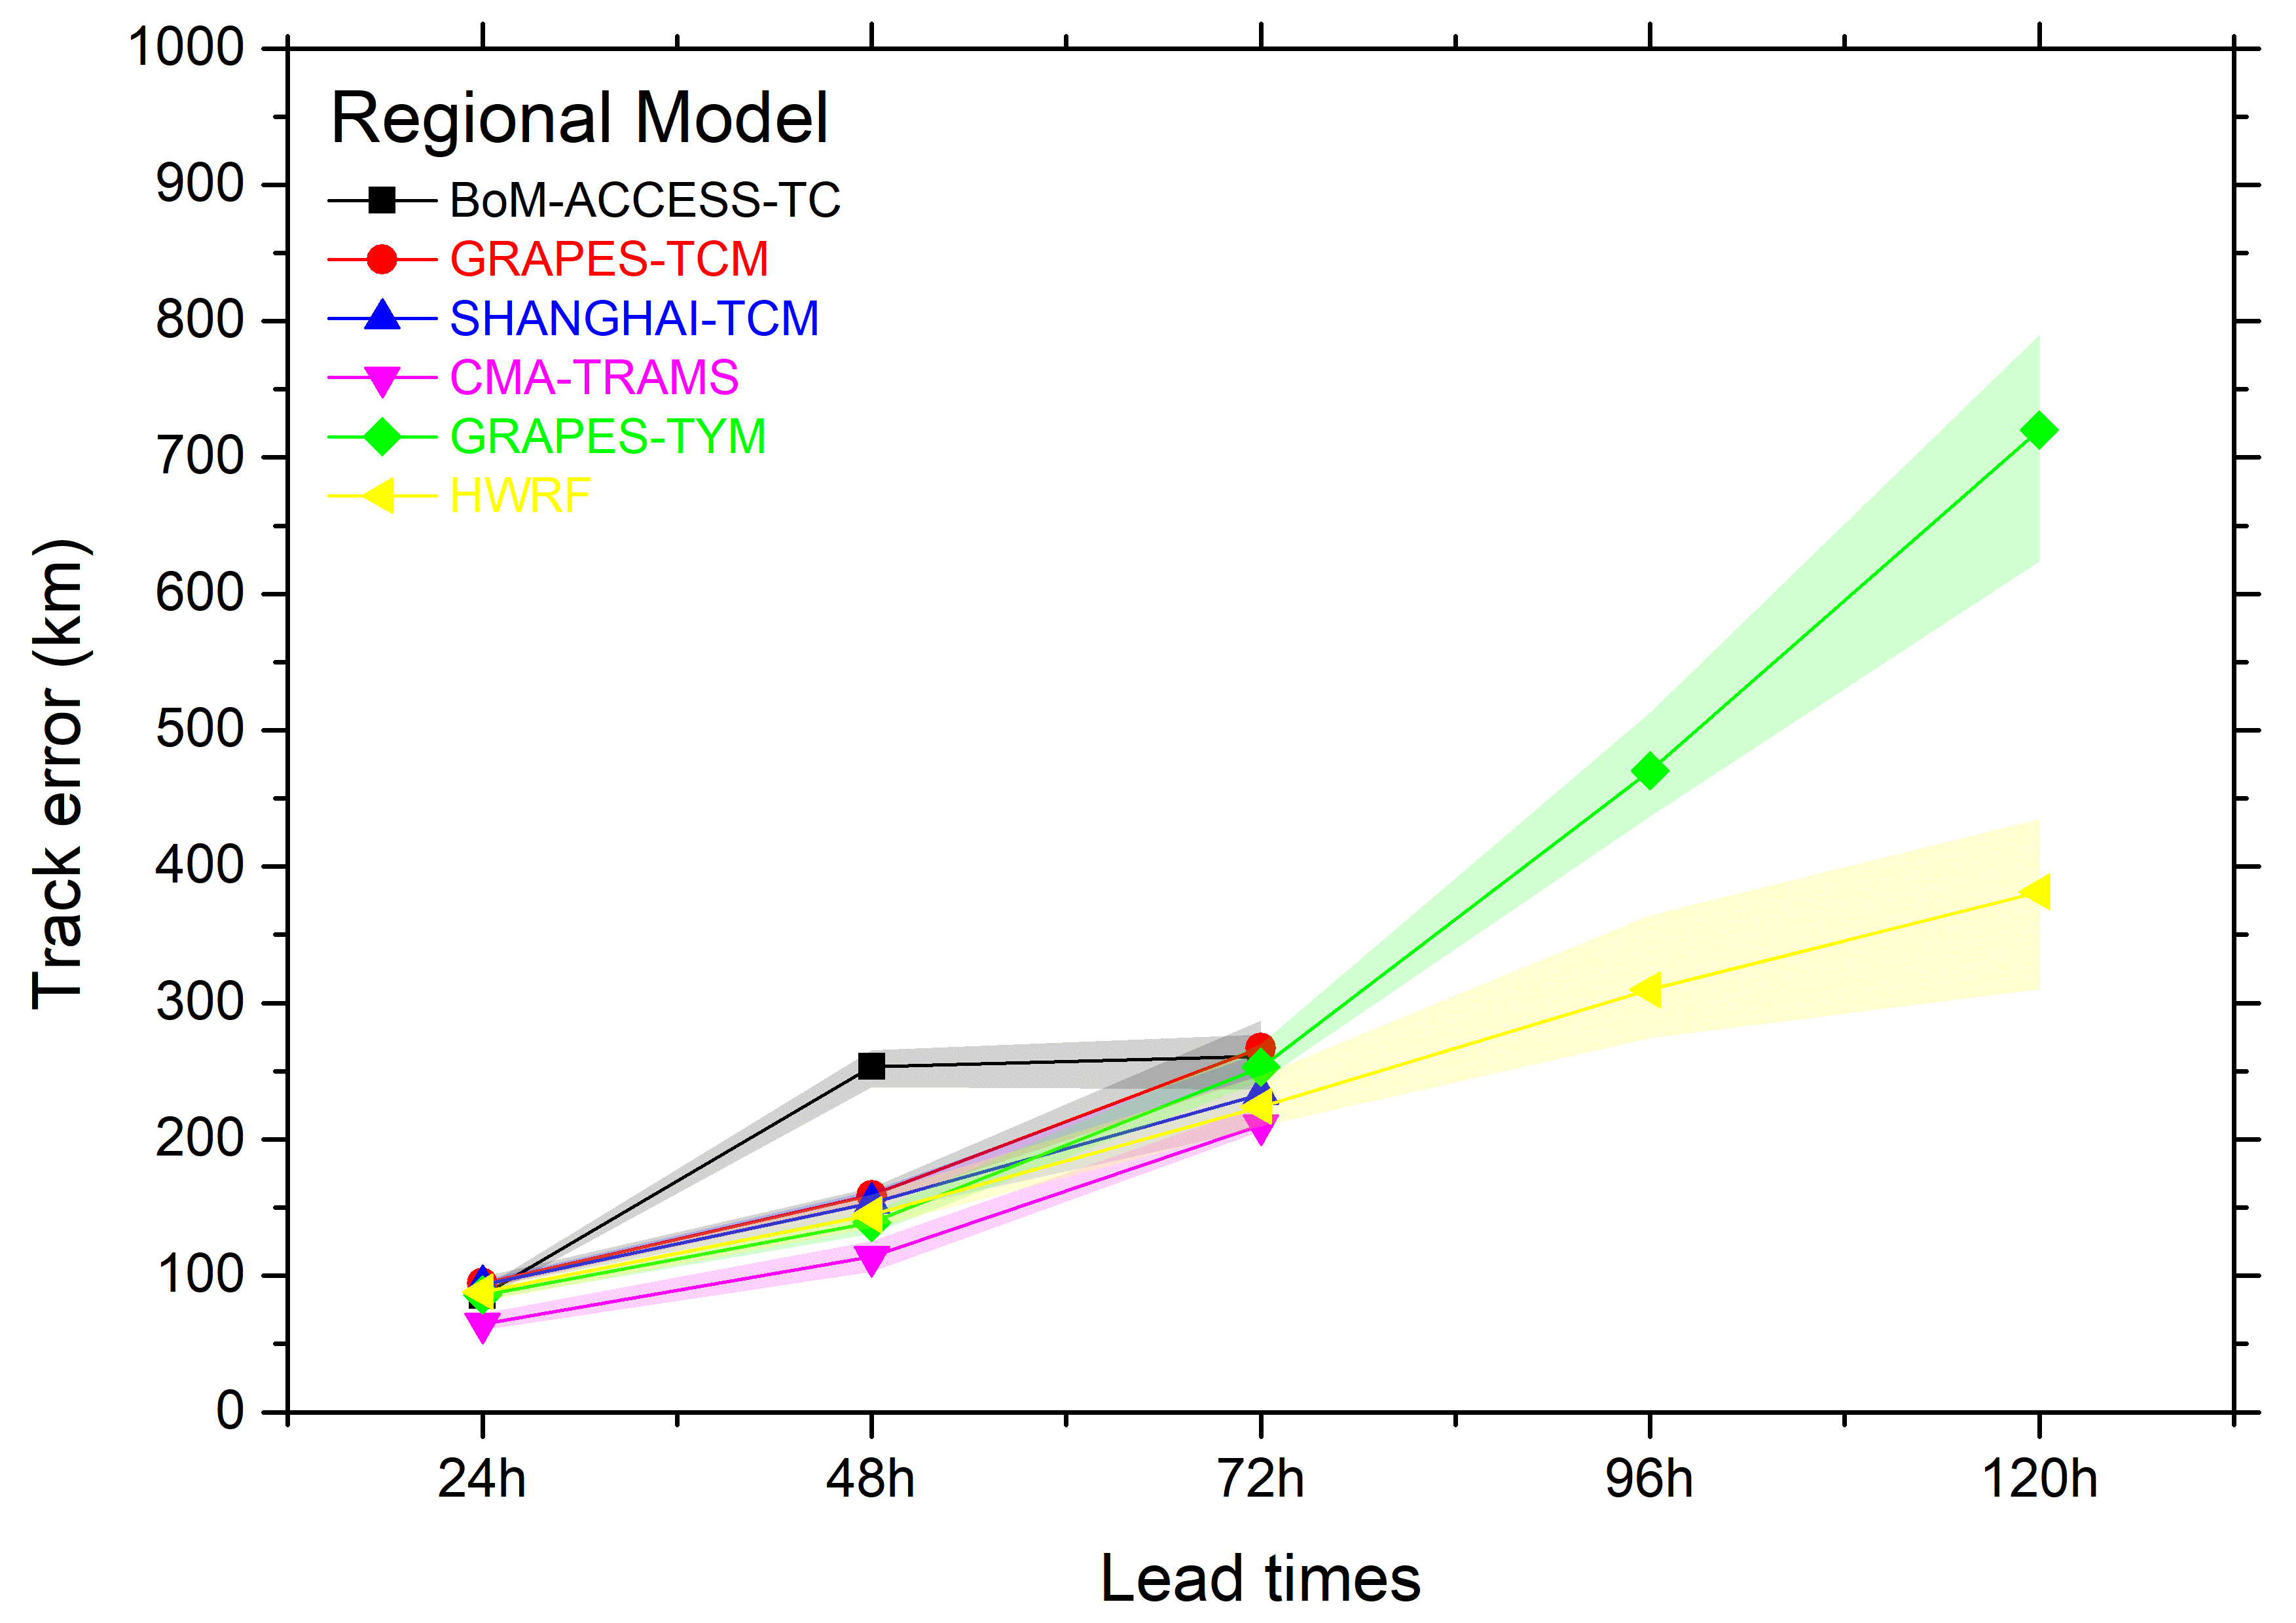 1000
900
800
700
600
500
400
300
200
100
0
Track error (km)
Regional Model
BoM-ACCESS-TC
GRAPES-TCM
SHANGHAI-TCM
CMA-TRAMS
GRAPES-TYM
HWRF
24h 48h 72h 96h 120h
Lead times